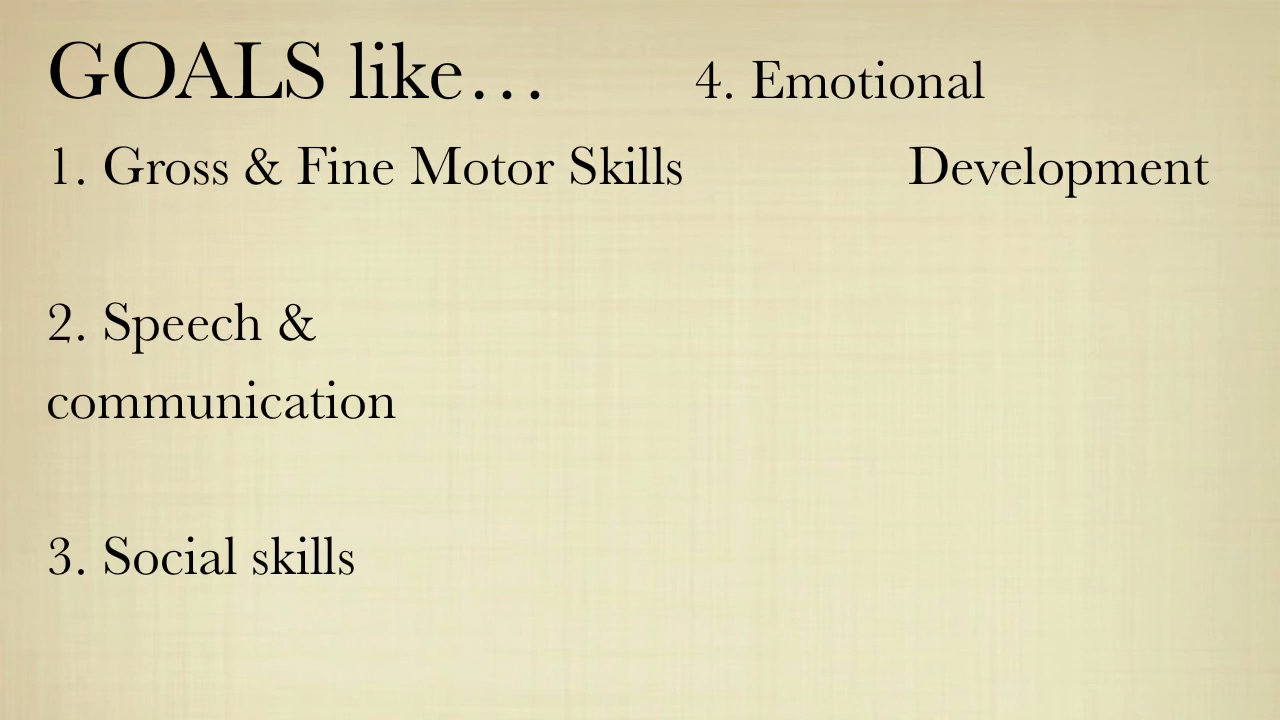 GOALS like…
1. Gross & Fine Motor Skills
2. Speech &
communication
3. Social skills
4. Emotional
Development